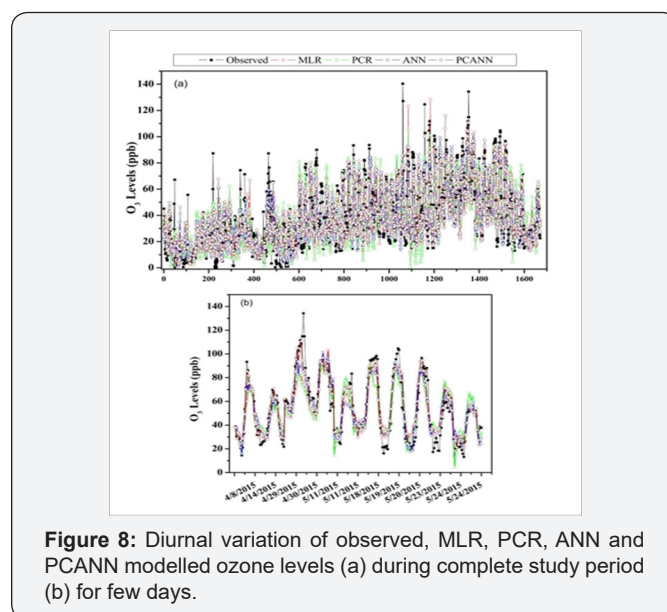 Observed MLR PCR ANN PCANN
(a)
O3 Levels (ppb)
140
120
100
80
60
40
20
0
0 200 400 600 800 1000 1200 1400 1600
(b)
O3 Levels (ppb)
140
120
100
80
60
40
20
0
4/8/2015 4/14/2015 4/29/2015 4/30/2015 5/11/2015 5/11/2015 5/18/2015 5/19/2015 5/20/2015 5/23/2015 5/24/2015 5/24/2015
Figure 8: Diurnal variation of observed, MLR, PCR, ANN and
PCANN modelled ozone levels (a) during complete study period
(b) for few days.